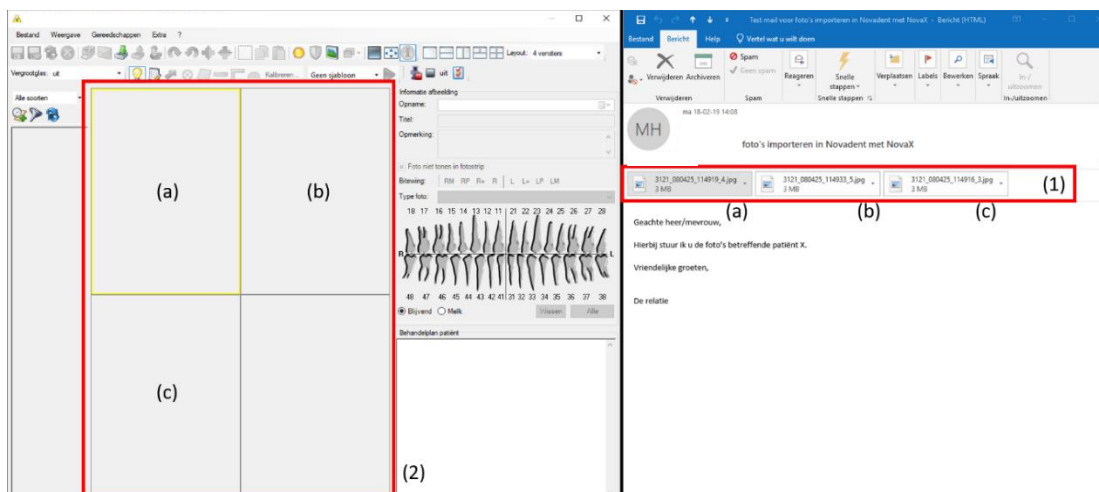 Bestand Weergave Gereedschappen Extra ?
Layout: 4 vensters
Vergrootglas: uit
Kalibreren... Geen sjabloon
uit
Alle soorten
Informatie afbeelding
Opname:
Titel:
Opmerking:
Foto niet tonen in fotostrip
Bitewing: RM RP R+ R L L+ LP LM
Type foto:
18 17 16 15 14 13 12 11 21 22 23 24 25 26 27 28
R L
48 47 46 45 44 43 42 41 31 32 33 34 35 36 37 38
Blijvend Melk Wissen Alle
Behandelplan patiënt
(a)
(b)
(c)
(2)
Test mail voor foto's importeren in Novadent met NovaX - Bericht (HTML)
Bestand Bericht Help Vertel wat u wilt doen
Verwijderen Archiveren
Spam
Geen spam
Reageren
Snelle stappen
Verplaatsen Labels Bewerken Spraak
In-/uitzoomen
Verwijderen Spam Snelle stappen In-/uitzoomen
MH
ma 18-02-19 14:08
foto's importeren in Novadent met NovaX
3121_080425_114919_4.jpg 3121_080425_114933_5.jpg 3121_080425_114916_3.jpg (1)
3 MB 3 MB 3 MB
(a) (b) (c)
Geachte heer/mevrouw,
Hierbij stuur ik u de foto's betreffende patiënt X.
Vriendelijke groeten,
De relatie